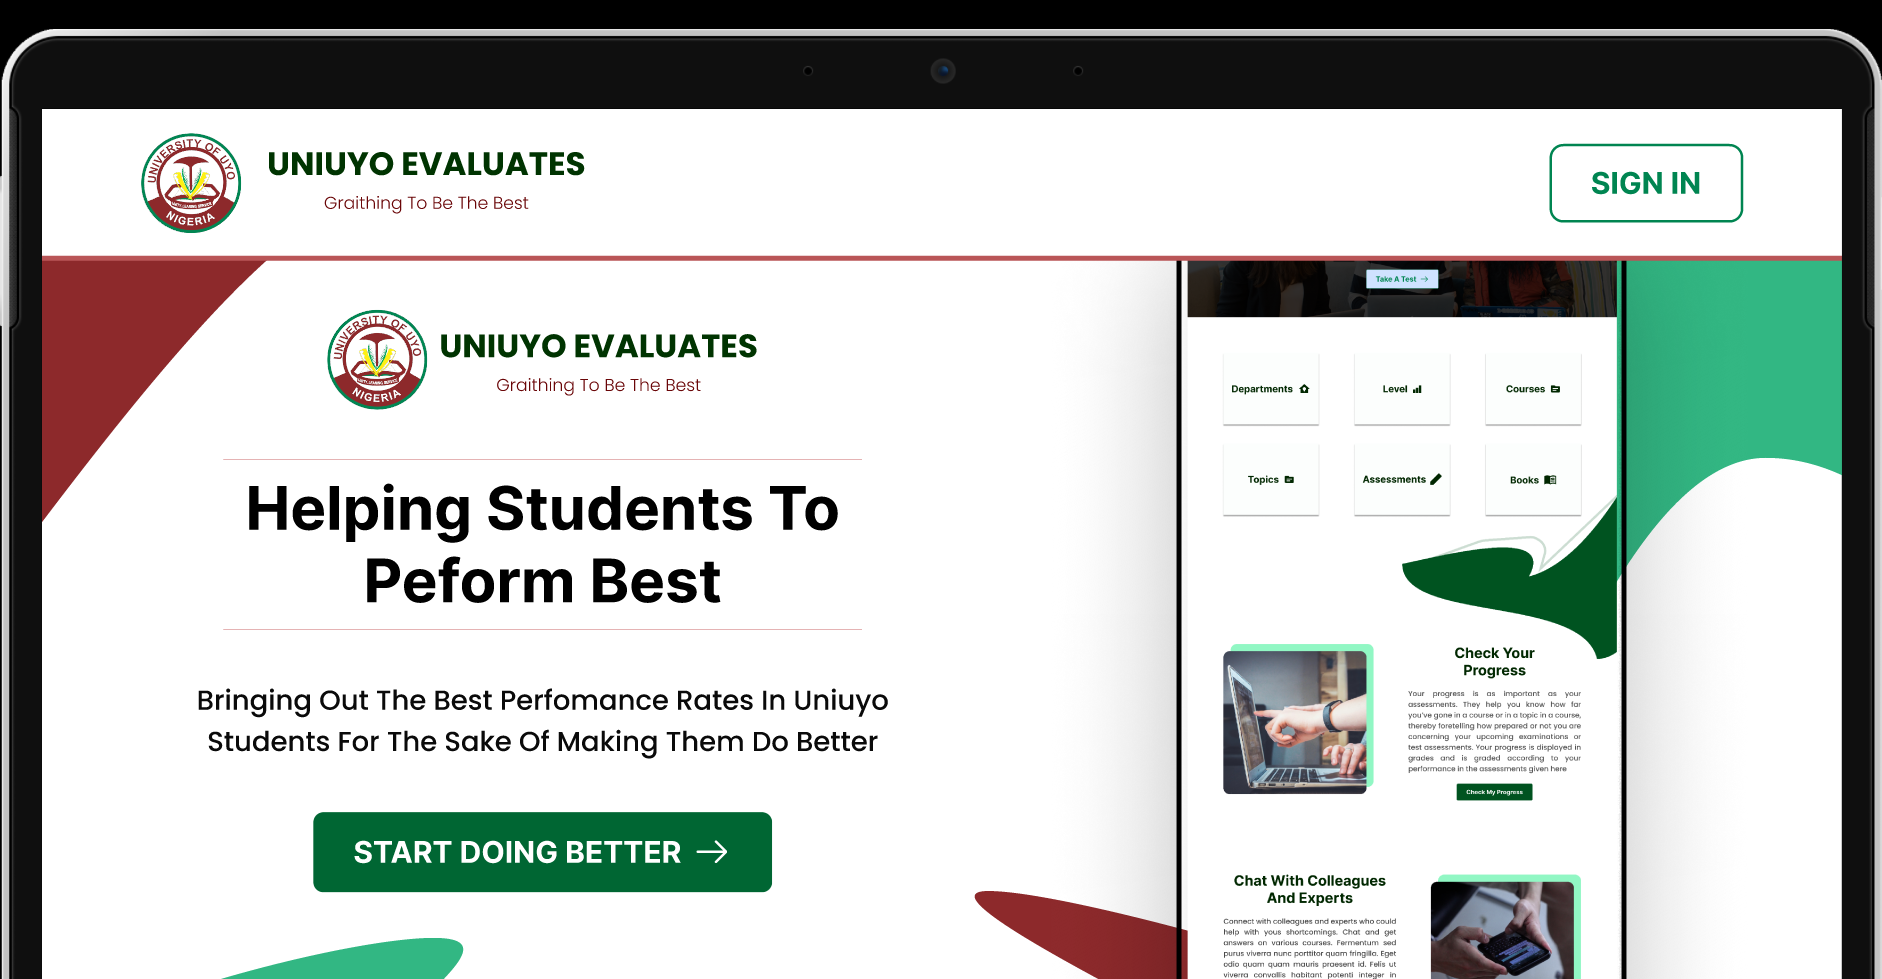 UNIVERSITY OF UYO
NIGERIA
UNIUYO EVALUATES
Graithing To Be The Best
SIGN IN
UNIVERSITY OF UYO
NIGERIA
UNIUYO EVALUATES
Graithing To Be The Best
Helping Students To
Peform Best
Bringing Out The Best Perfomance Rates In Uniuyo
Students For The Sake Of Making Them Do Better
START DOING BETTER
Take A Test
Departments
Level
Courses
Topics
Assessments
Books
Check Your
Progress
Your progress is as important as your
assessments. They help you know how far
you've gone in a course or in a topic in a course,
thereby foretelling how prepared or not you are
concerning your upcoming examinations or
test assessments. Your progress is displayed in
grades and is graded according to your
performance in the assessments given here
Check My Progress
Chat With Colleagues
And Experts
Connect with colleagues and experts who could
help with yous shortcomings. Chat and get
answers on various courses. Fermentum sed
purus viverra nunc porttitor quam fringilla. Eget
odio quam quam mauris praesent id. Felis ut
viverra convallis habitant potenti integer in